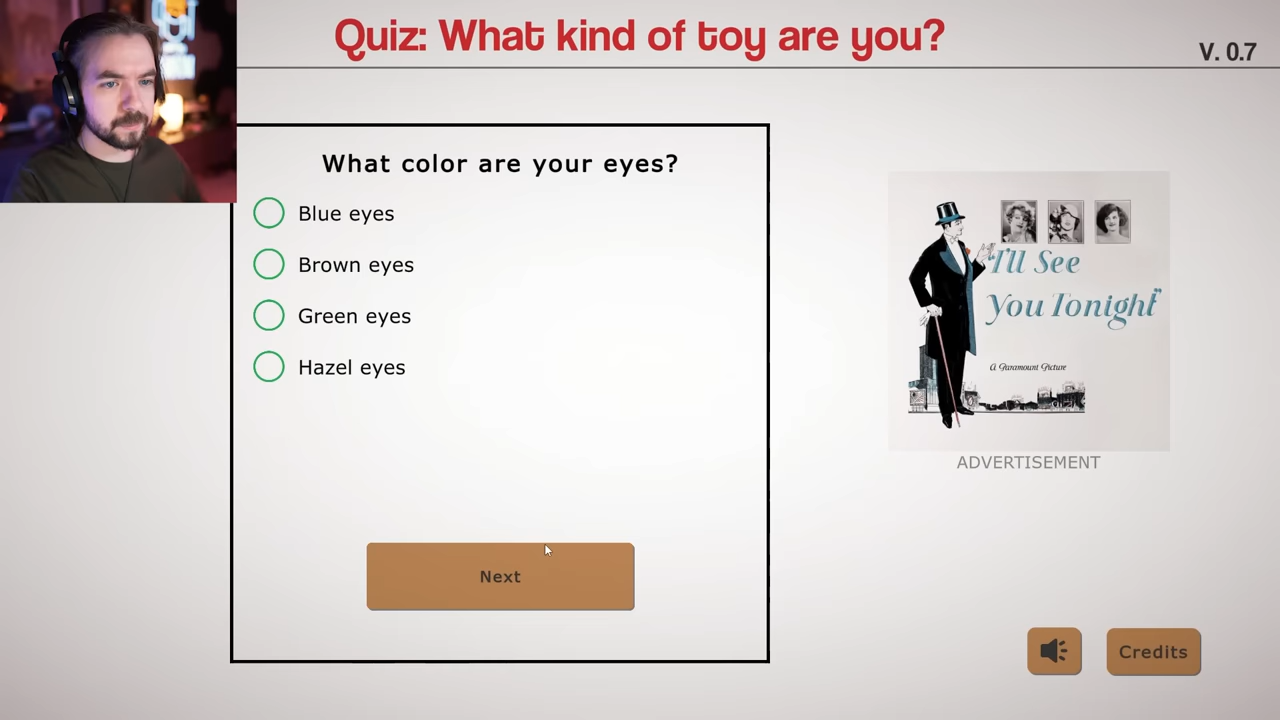 Quiz: What kind of toy are you?
V. 0.7
What color are your eyes?
Blue eyes
Brown eyes
Green eyes
Hazel eyes
Next
"I'll See
You Tonight"
A Paramount Picture
ADVERTISEMENT
Credits